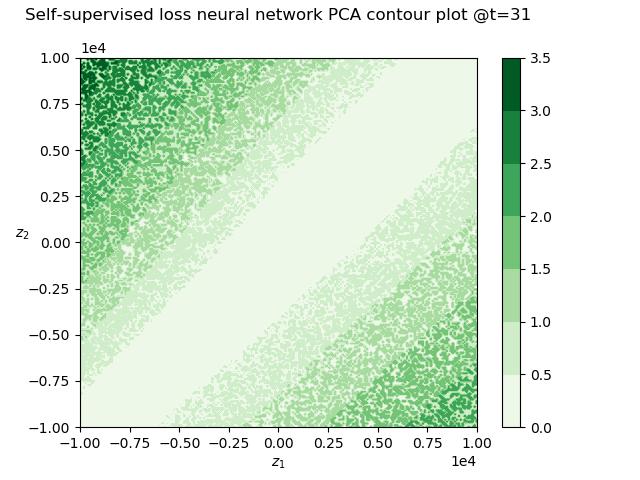 Self-supervised loss neural network PCA contour plot @t=31
1e4
1.00
0.75
0.50
0.25
0.00
−0.25
−0.50
−0.75
−1.00
z2
−1.00 −0.75 −0.50 −0.25 0.00 0.25 0.50 0.75 1.00
z1
1e4
3.5
3.0
2.5
2.0
1.5
1.0
0.5
0.0